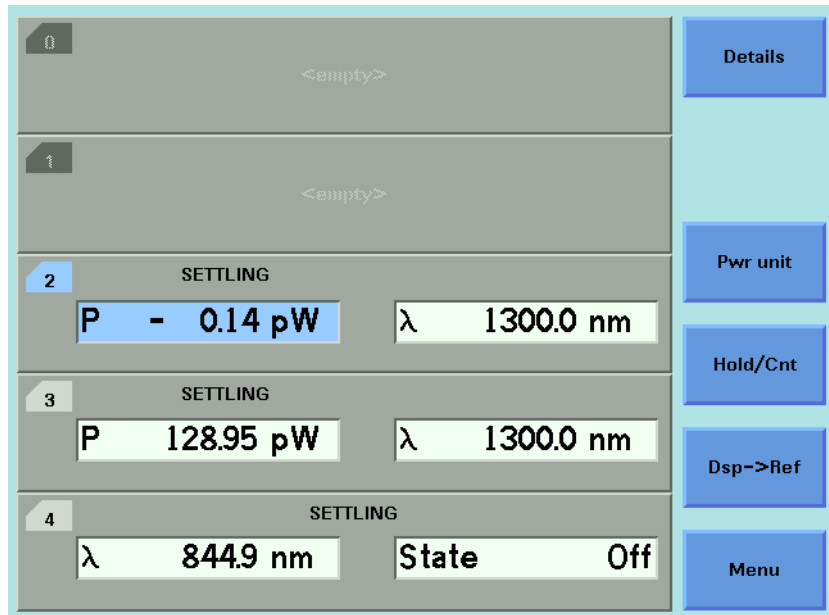 0
<empty>
Details
1
<empty>
2
SETTLING
P - 0.14 pW
λ 1300.0 nm
Pwr unit
3
SETTLING
P 128.95 pW
λ 1300.0 nm
Hold/Cnt
Dsp->Ref
4
SETTLING
λ 844.9 nm
State Off
Menu